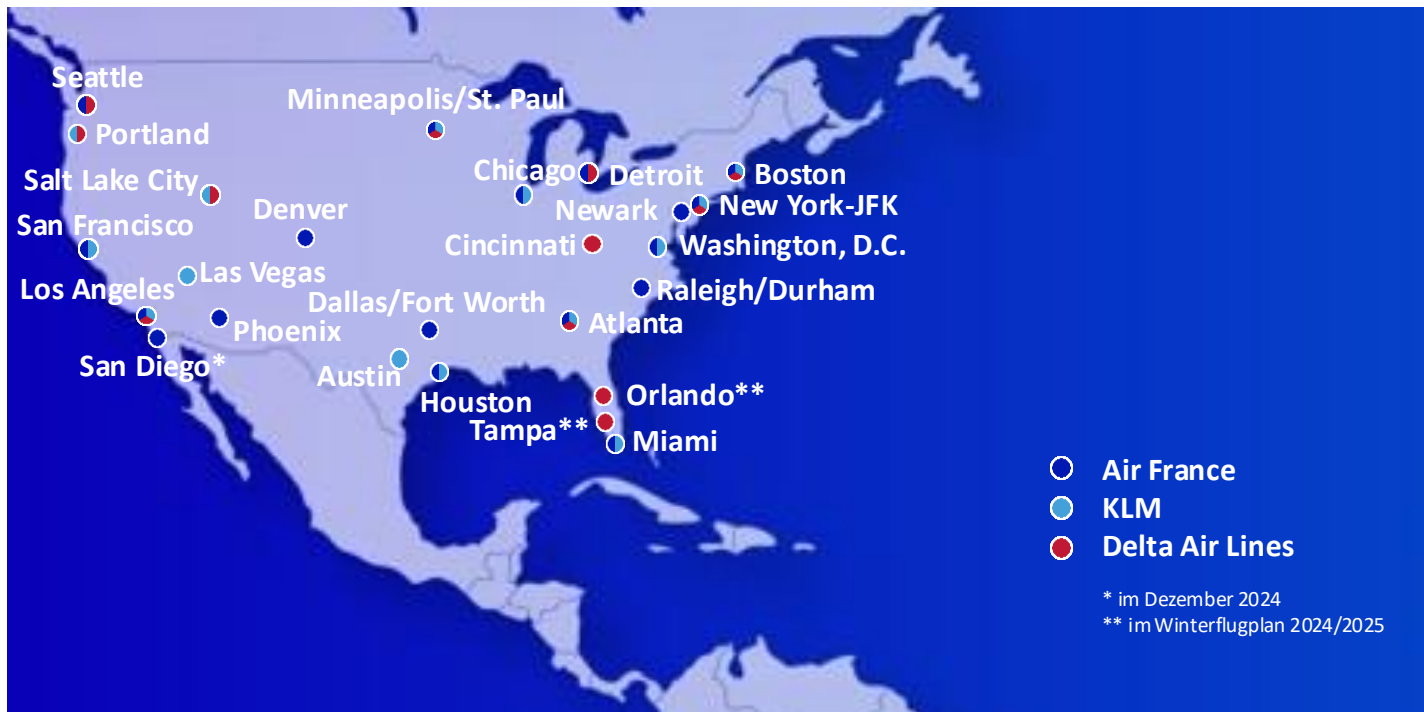 Seattle
Minneapolis/St. Paul
Portland
Chicago
Detroit
Boston
Salt Lake City
Denver
Newark
New York-JFK
San Francisco
Cincinnati
Washington, D.C.
Las Vegas
Los Angeles
Dallas/Fort Worth
Raleigh/Durham
Phoenix
Atlanta
San Diego*
Austin
Houston
Orlando**
Tampa**
Miami
Air France
KLM
Delta Air Lines
* im Dezember 2024
** im Winterflugplan 2024/2025